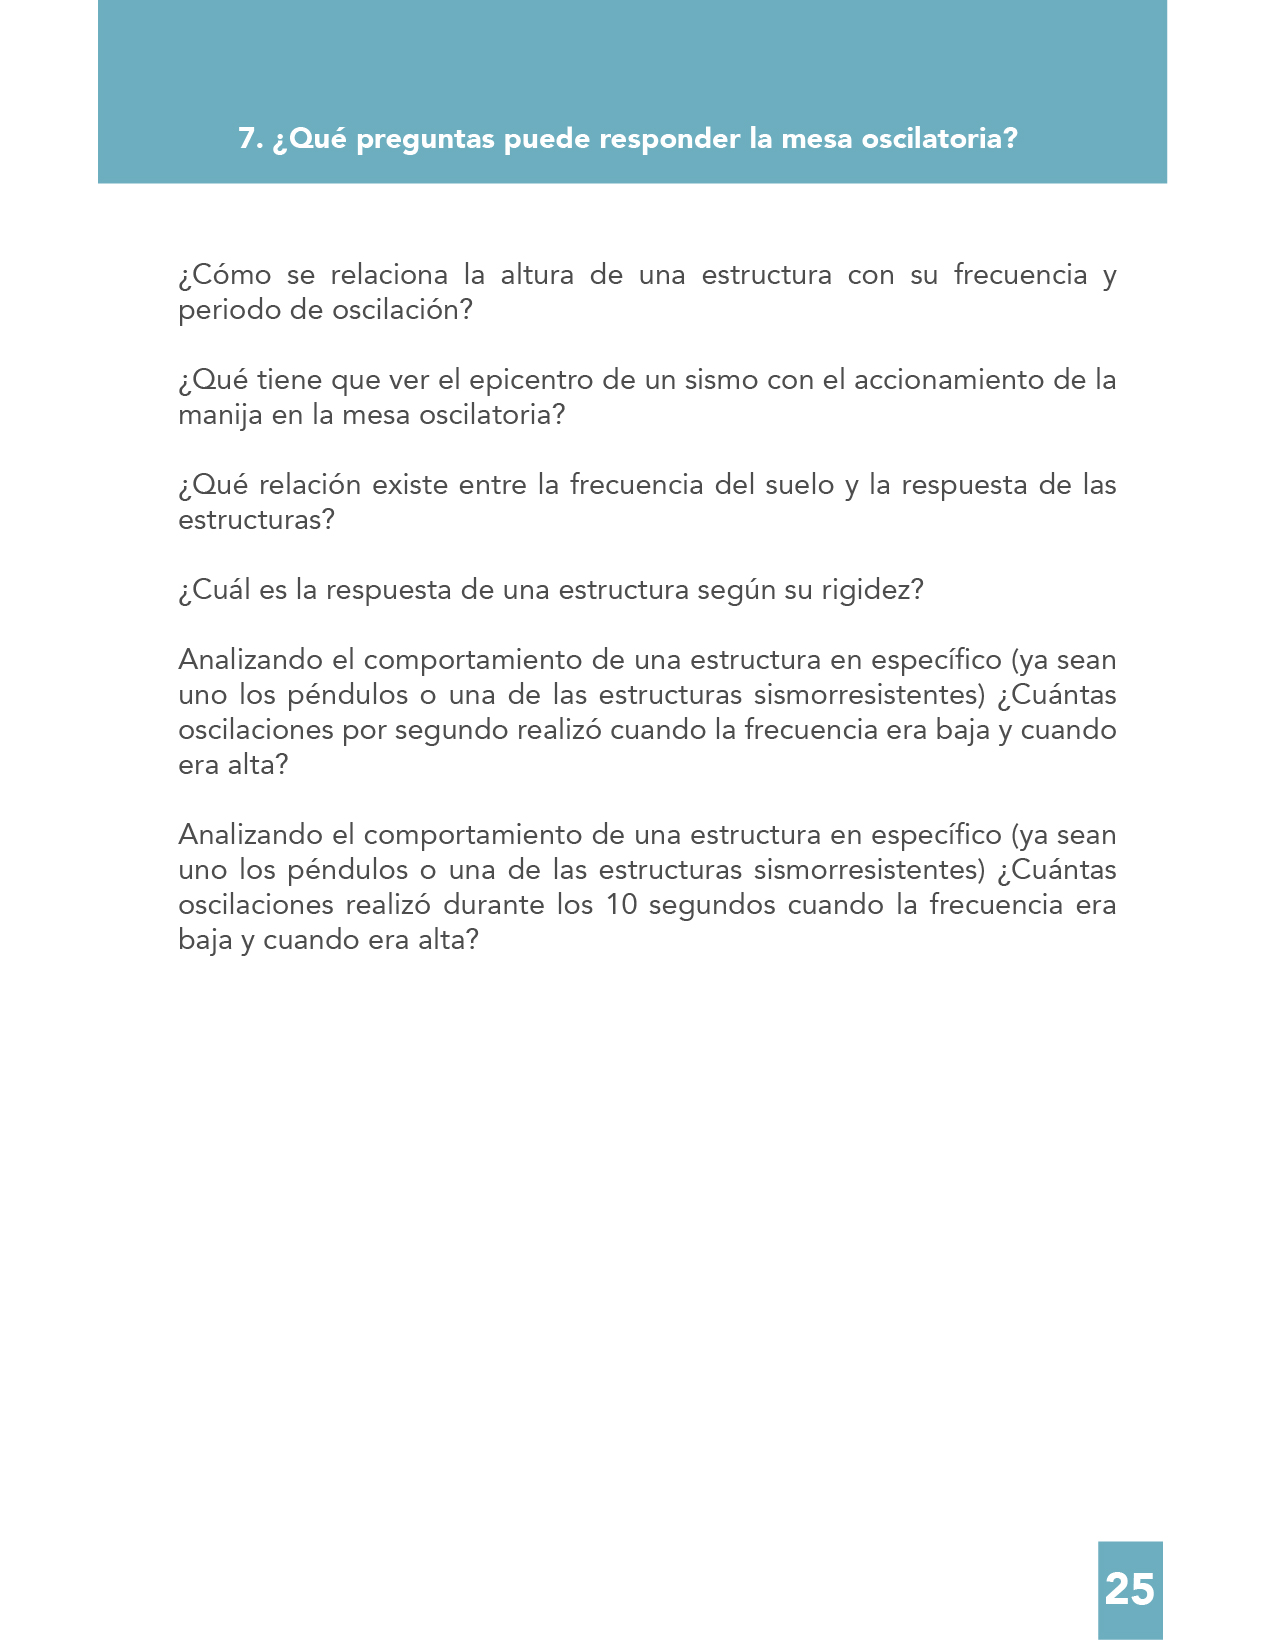 7. ¿Qué preguntas puede responder la mesa oscilatoria?
¿Cómo se relaciona la altura de una estructura con su frecuencia y
periodo de oscilación?
¿Qué tiene que ver el epicentro de un sismo con el accionamiento de la
manija en la mesa oscilatoria?
¿Qué relación existe entre la frecuencia del suelo y la respuesta de las
estructuras?
¿Cuál es la respuesta de una estructura según su rigidez?
Analizando el comportamiento de una estructura en específico (ya sean
uno los péndulos o una de las estructuras sismorresistentes) ¿Cuántas
oscilaciones por segundo realizó cuando la frecuencia era baja y cuando
era alta?
Analizando el comportamiento de una estructura en específico (ya sean
uno los péndulos o una de las estructuras sismorresistentes) ¿Cuántas
oscilaciones realizó durante los 10 segundos cuando la frecuencia era
baja y cuando era alta?
25